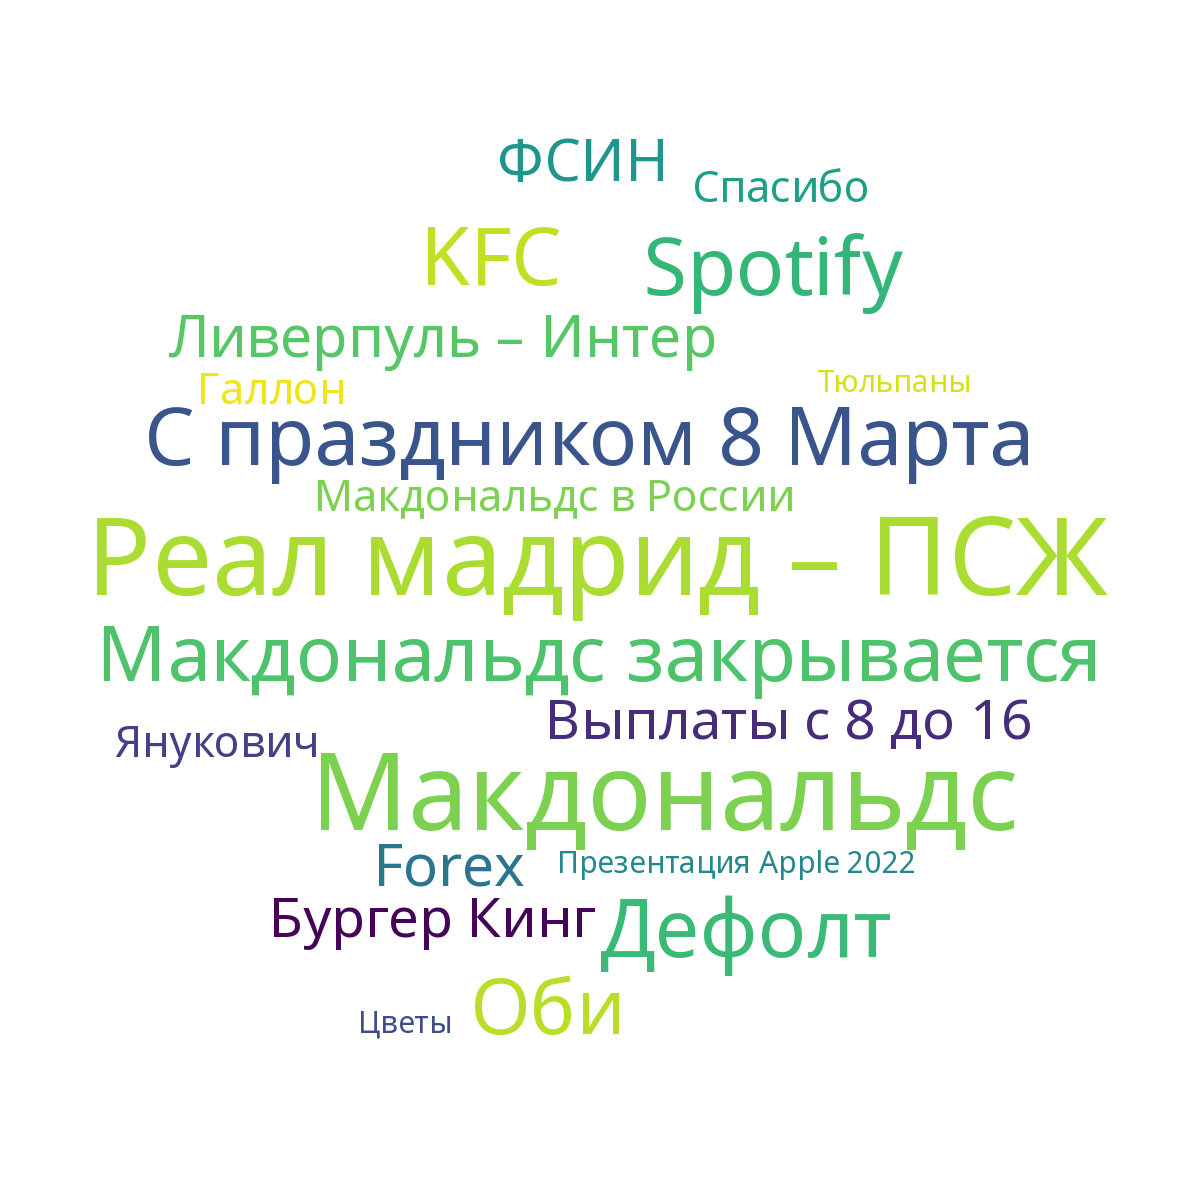 ФСИН
Спасибо
KFC
Spotify
Ливерпуль – Интер
Галлон
Тюльпаны
С праздником 8 Марта
Макдональдс в России
Реал мадрид – ПСЖ
Макдональдс закрывается
Выплаты с 8 до 16
Янукович
Макдональдс
Forex
Презентация Apple 2022
Бургер Кинг
Дефолт
Оби
Цветы